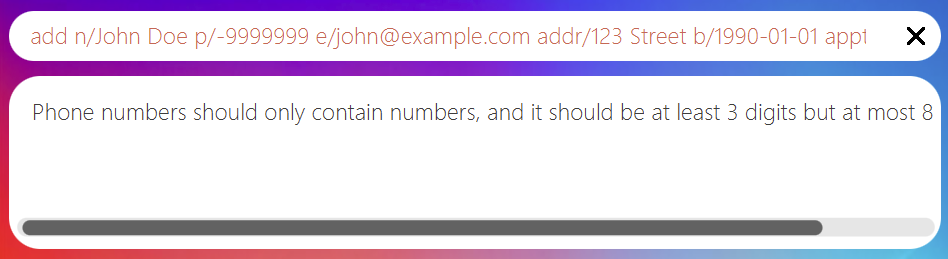 add n/John Doe p/-9999999 e/john@example.com addr/123 Street b/1990-01-01 appt
Phone numbers should only contain numbers, and it should be at least 3 digits but at most 8